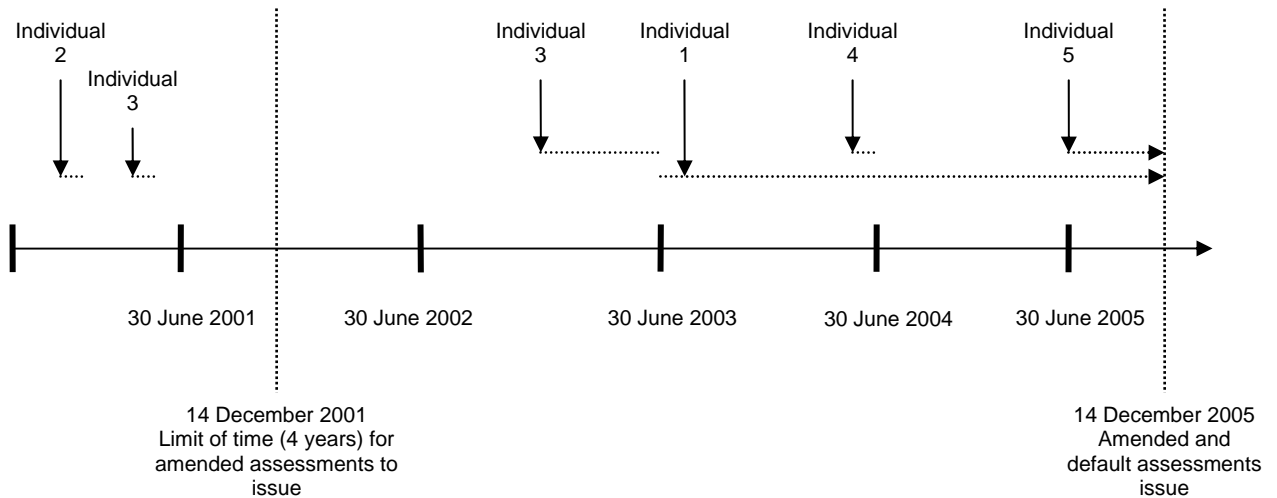 Individual
2
Individual
3
Individual
3
Individual
1
Individual
4
Individual
5
30 June 2001
30 June 2002
30 June 2003
30 June 2004
30 June 2005
14 December 2001
Limit of time (4 years) for
amended assessments to
issue
14 December 2005
Amended and
default assessments
issue